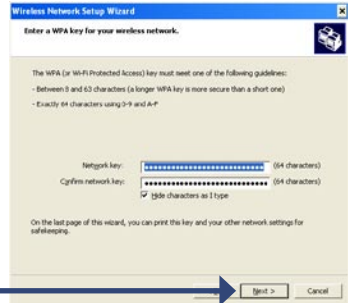 Wireless Network Setup Wizard
Enter a WPA key for your wireless network.
The WPA (or Wi-Fi Protected Access) key must meet one of the following guidelines:
- Between 8 and 63 characters (a longer WPA key is more secure than a short one)
- Exactly 64 characters using 0-9 and A-F
Network key:
(64 characters)
Confirm network key:
(64 characters)
Hide characters as I type
On the last page of this wizard, you can print this key and your other network settings for
safekeeping.
Next >
Cancel